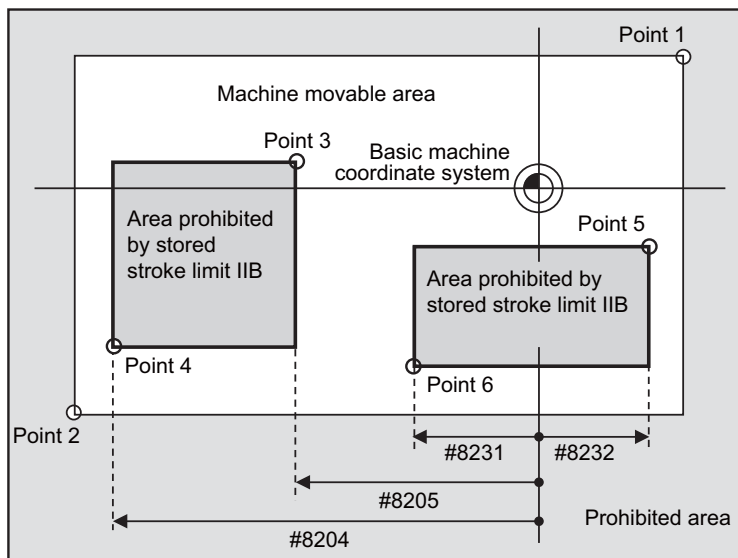 Point 1
Machine movable area
Point 3
Basic machine
coordinate system
Area prohibited
by stored
stroke limit IIB
Point 5
Area prohibited by
stored stroke limit IIB
Point 4
Point 6
Point 2
#8231
#8232
#8205
#8204
Prohibited area